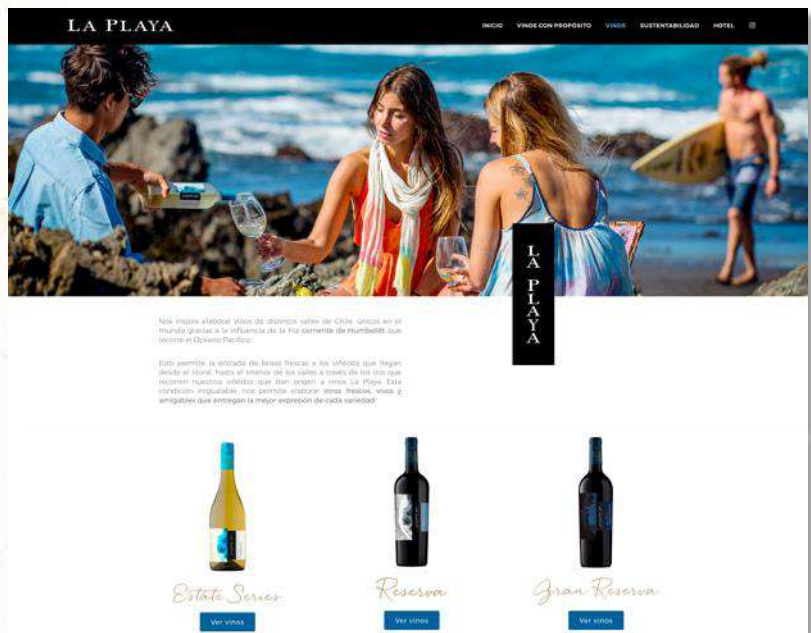 LA PLAYA
INICIO VINOS CON PROPÓSITO VINOS SUSTENTABILIDAD HOTEL
LA PLAYA
Nos inspira elaborar vinos de distintos valles de Chile, únicos en el
mundo gracias a la influencia de la fría corriente de Humboldt que
recorre el Océano Pacífico.
Esto permite la entrada de brisas frescas a los viñedos que llegan
desde el litoral, hasta el interior de los valles a través de los ríos que
recorren nuestros viñedos que dan origen a vinos La Playa. Esta
condición inigualable, nos permite elaborar vinos frescos, vivos y
amigables que entregan la mejor expresión de cada variedad.
Estate Series
Reserva
Gran Reserva
Ver vinos
Ver vinos
Ver vinos